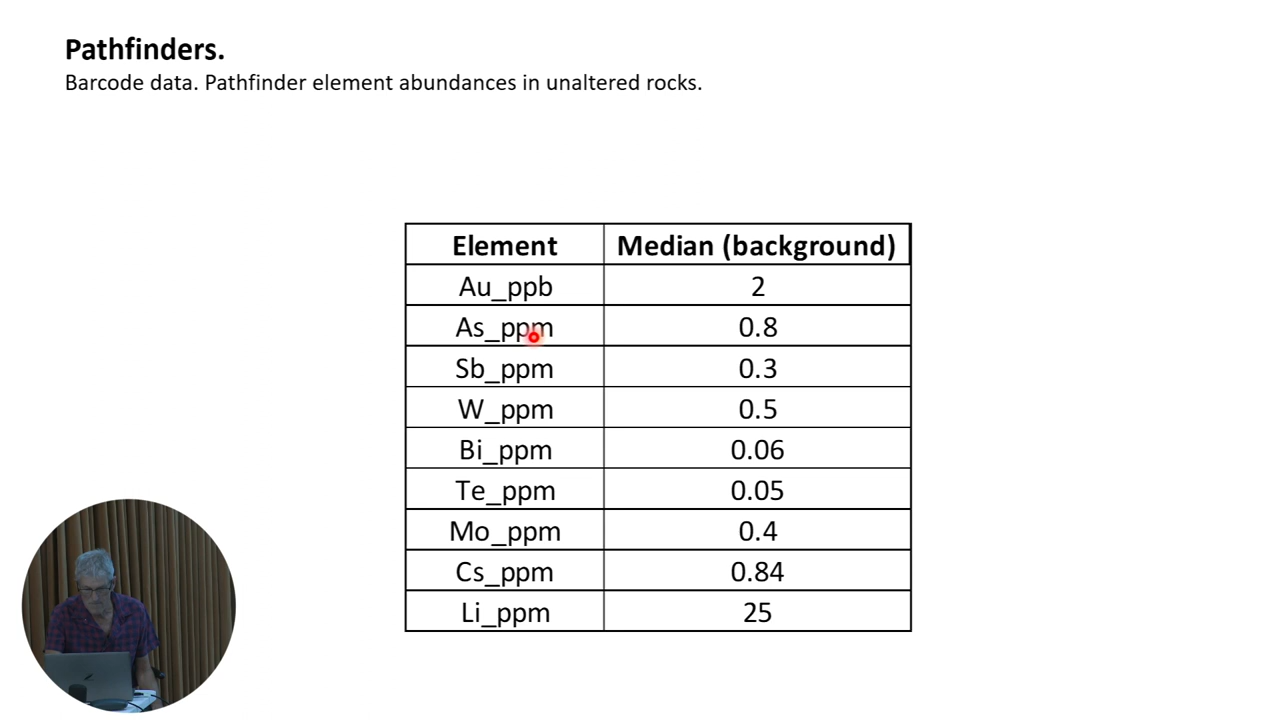 Pathfinders.
Barcode data. Pathfinder element abundances in unaltered rocks.
Element Median (background)
Au_ppb 2
As_ppm 0.8
Sb_ppm 0.3
W_ppm 0.5
Bi_ppm 0.06
Te_ppm 0.05
Mo_ppm 0.4
Cs_ppm 0.84
Li_ppm 25